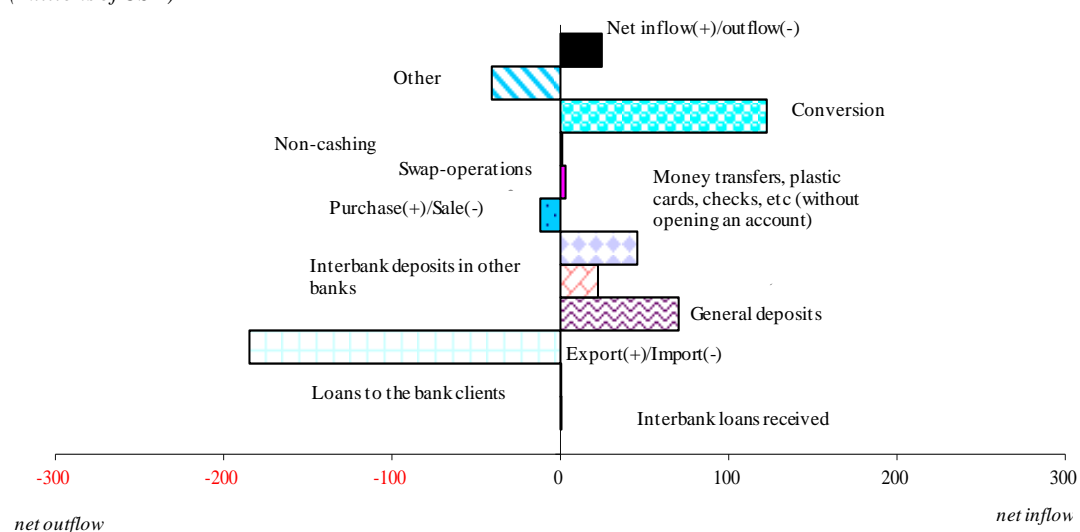 Net inflow(+)/outflow(-)
Other
Conversion
Non-cashing
Swap-operations
Money transfers, plastic
cards, checks, etc (without
opening an account)
Purchase(+)/Sale(-)
Interbank deposits in other
banks
General deposits
Export(+)/Import(-)
Loans to the bank clients
Interbank loans received
-300 -200 -100 0 100 200 300
net outflow
net inflow